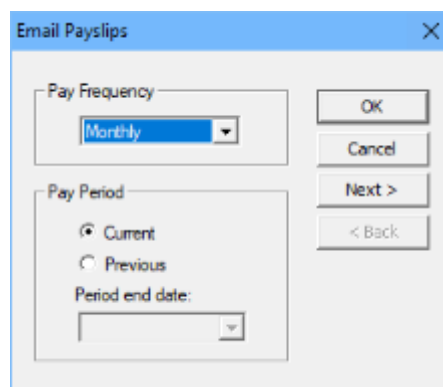 Email Payslips
Pay Frequency
Monthly
OK
Cancel
Next >
< Back
Pay Period
Current
Previous
Period end date: